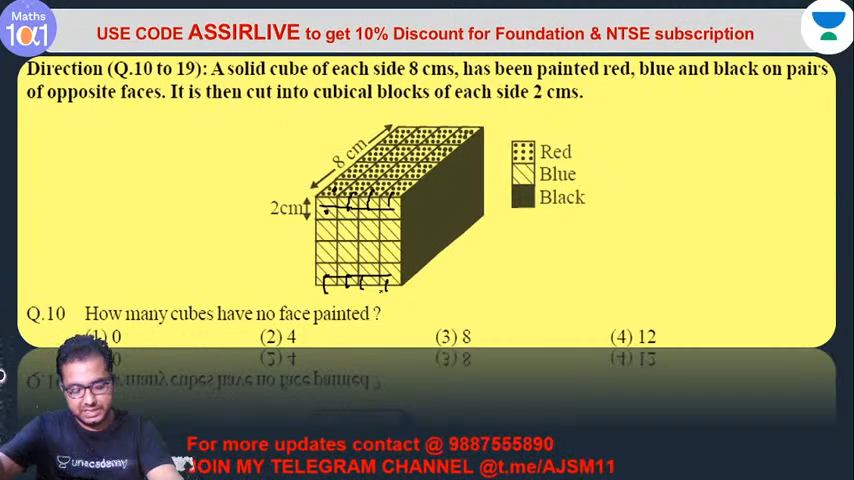 Maths
1α1
USE CODE ASSIRLIVE to get 10% Discount for Foundation & NTSE subscription
Direction (Q.10 to 19): A solid cube of each side 8 cms, has been painted red, blue and black on pairs
of opposite faces. It is then cut into cubical blocks of each side 2 cms.
8 cm
2cm
Red
Blue
Black
Q.10 How many cubes have no face painted ?
(1) 0 (2) 4 (3) 8 (4) 12
unacademy
For more updates contact @ 9887555890
JOIN MY TELEGRAM CHANNEL @t.me/AJSM11